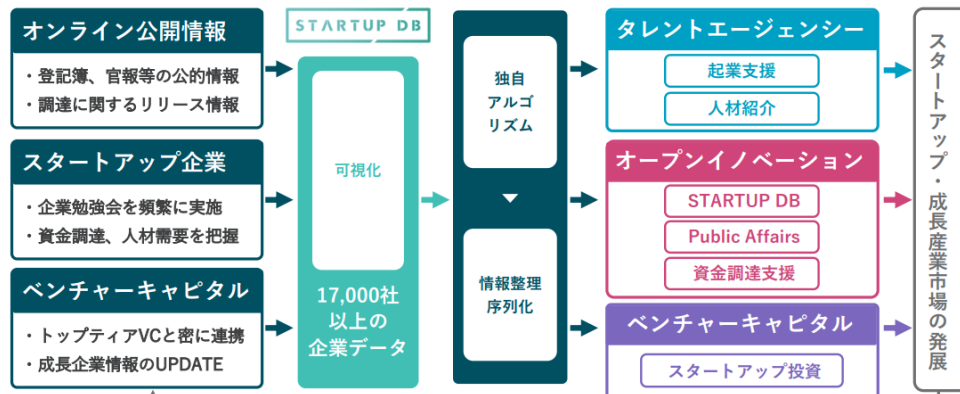 オンライン公開情報
・登記簿、官報等の公的情報
・調達に関するリリース情報
スタートアップ企業
・企業勉強会を頻繁に実施
・資金調達、人材需要を把握
ベンチャーキャピタル
・トップティアVCと密に連携
・成長企業情報のUPDATE
STARTUP DB
可視化
17,000社
以上の
企業データ
独自
アルゴ
リズム
情報整理
序列化
タレントエージェンシー
起業支援
人材紹介
オープンイノベーション
STARTUP DB
Public Affairs
資金調達支援
ベンチャーキャピタル
スタートアップ投資
スタートアップ・成長産業市場の発展